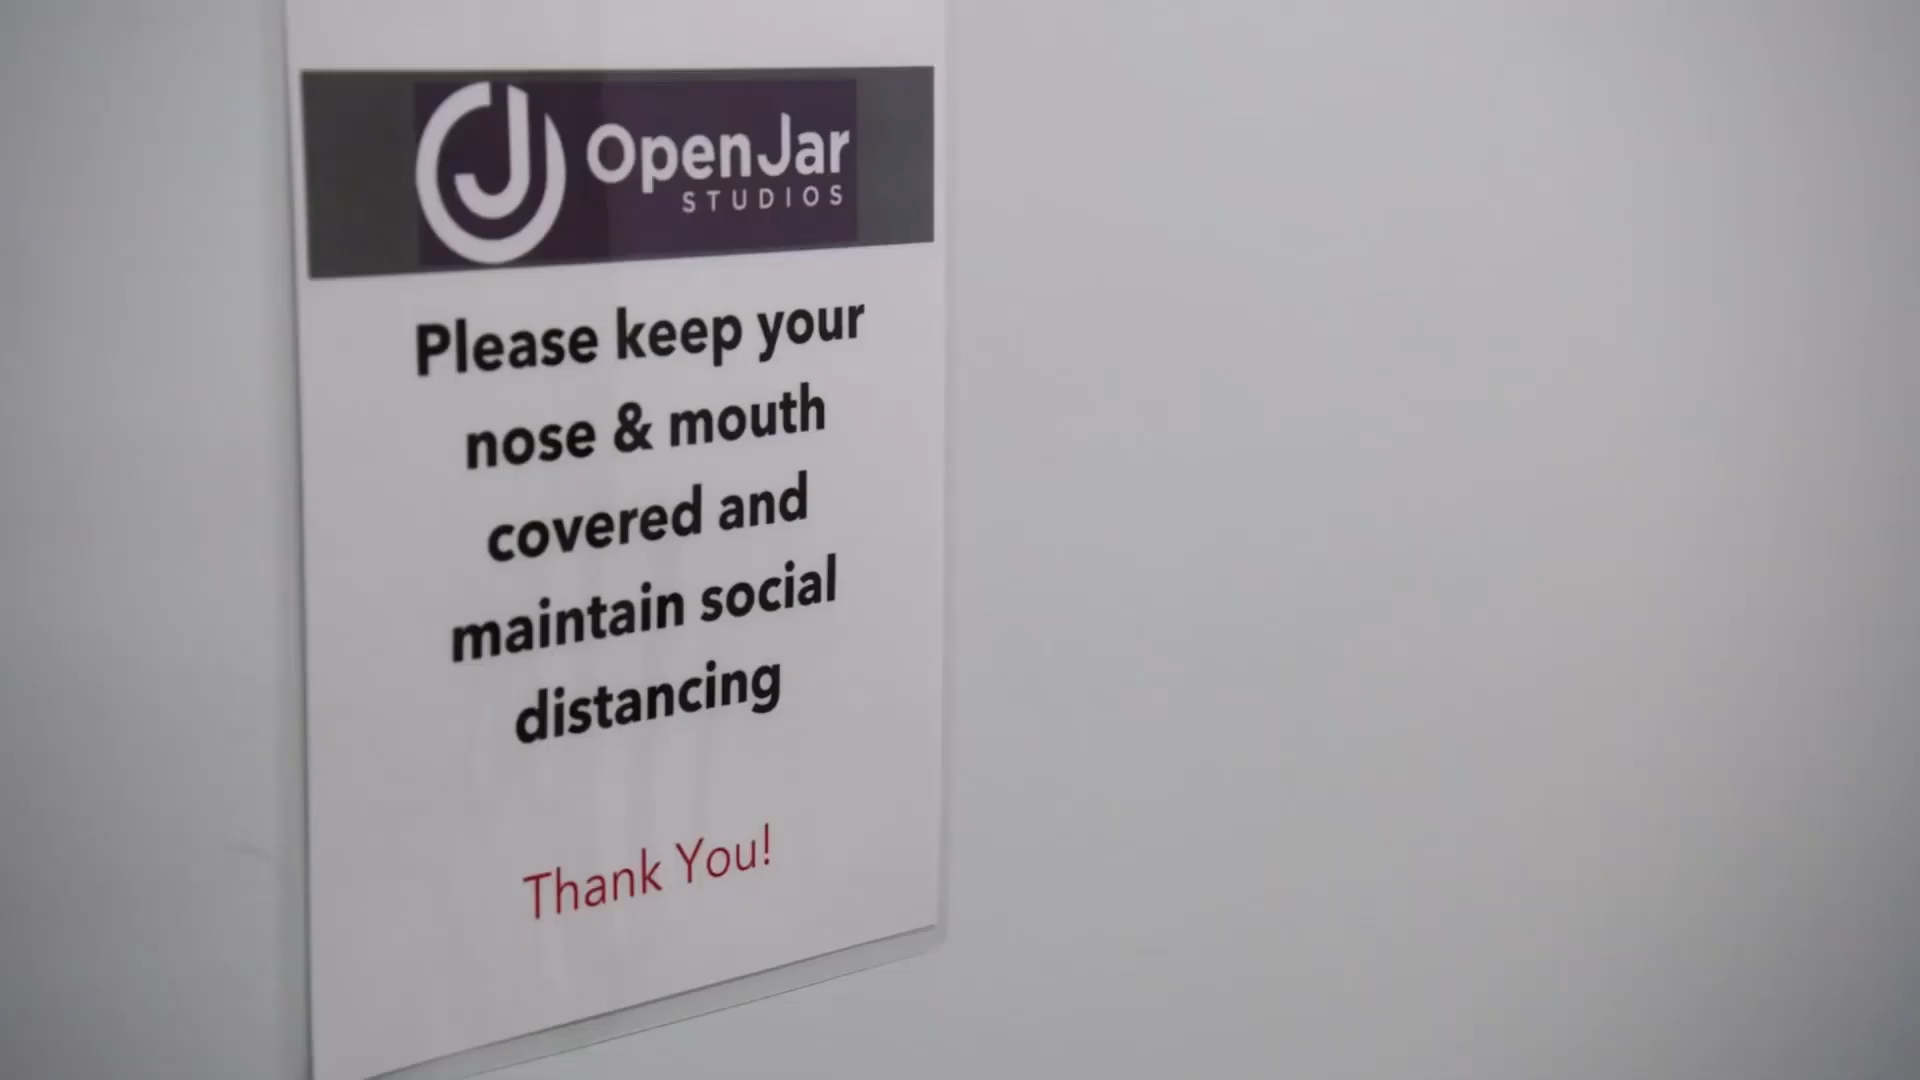 OpenJar
STUDIOS
Please keep your
nose & mouth
covered and
maintain social
distancing
Thank You!